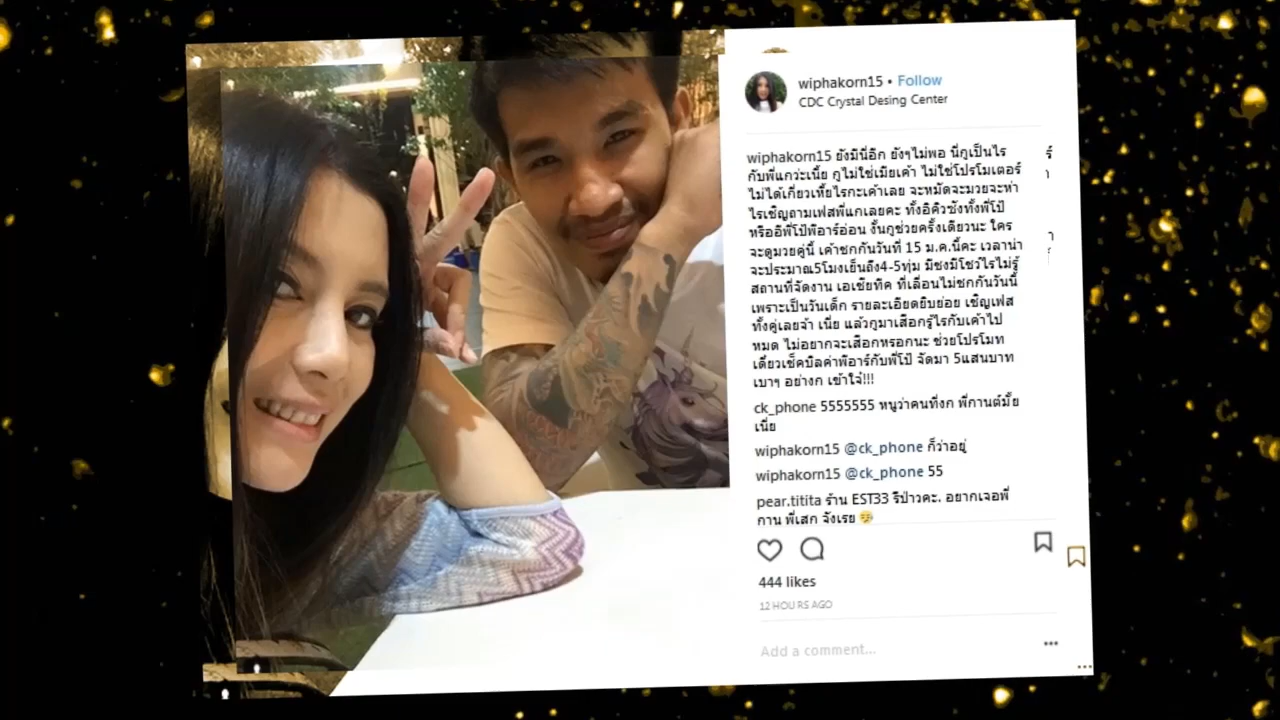 wiphakorn15 • Follow
CDC Crystal Desing Center
wiphakorn15 ยังมีนี่อีก ยังๆไม่พอ นี่กูเป็นไร
กับพี่แกว่ะเนี้ย กูไม่ใช่เมียเค้า ไม่ใช่โปรโมเตอร์
ไม่ได้เกี่ยวเหี้ยไรกะเค้าเลย จะหมัดจะมวยจะห่า
ไรเชิญถามเฟสพี่แกเลยคะ ทั้งอิคิวซังทั้งพี่โป้
หรืออิพี่โป้พีอาร์อ่อน งั้นกูช่วยครั้งเดียวนะ ใคร
จะดูมวยคู่นี้ เค้าชกกันวันที่ 15 ม.ค.นี้คะ เวลาน่า
จะประมาณ5โมงเย็นถึง4-5ทุ่ม มีชงมีโชว์ไรไม่รู้
สถานที่จัดงาน เอเชียทีค ที่เลื่อนไม่ชกกันวันนี้
เพราะเป็นวันเด็ก รายละเอียดยิบย่อย เชิญเฟส
ทั้งคู่เลยจ้า เนี่ย แล้วกูมาเสือกรู้ไรกับเค้าไป
หมด ไม่อยากจะเสือกหรอกนะ ช่วยโปรโมท
เดี๋ยวเช็คบิลค่าพีอาร์กับพี่โป้ จัดมา 5แสนบาท
เบาๆ อย่างก เข้าใจ๋!!!
ck_phone 5555555 หนูว่าคนที่งก พี่กานต์มั้ย
เนี่ย
wiphakorn15 @ck_phone ก็ว่าอยู่
wiphakorn15 @ck_phone 55
pear.titita ร้าน EST33 รึป่าวคะ. อยากเจอพี่
กาน พี่เสก จังเรย
444 likes
12 HOURS AGO
Add a comment...